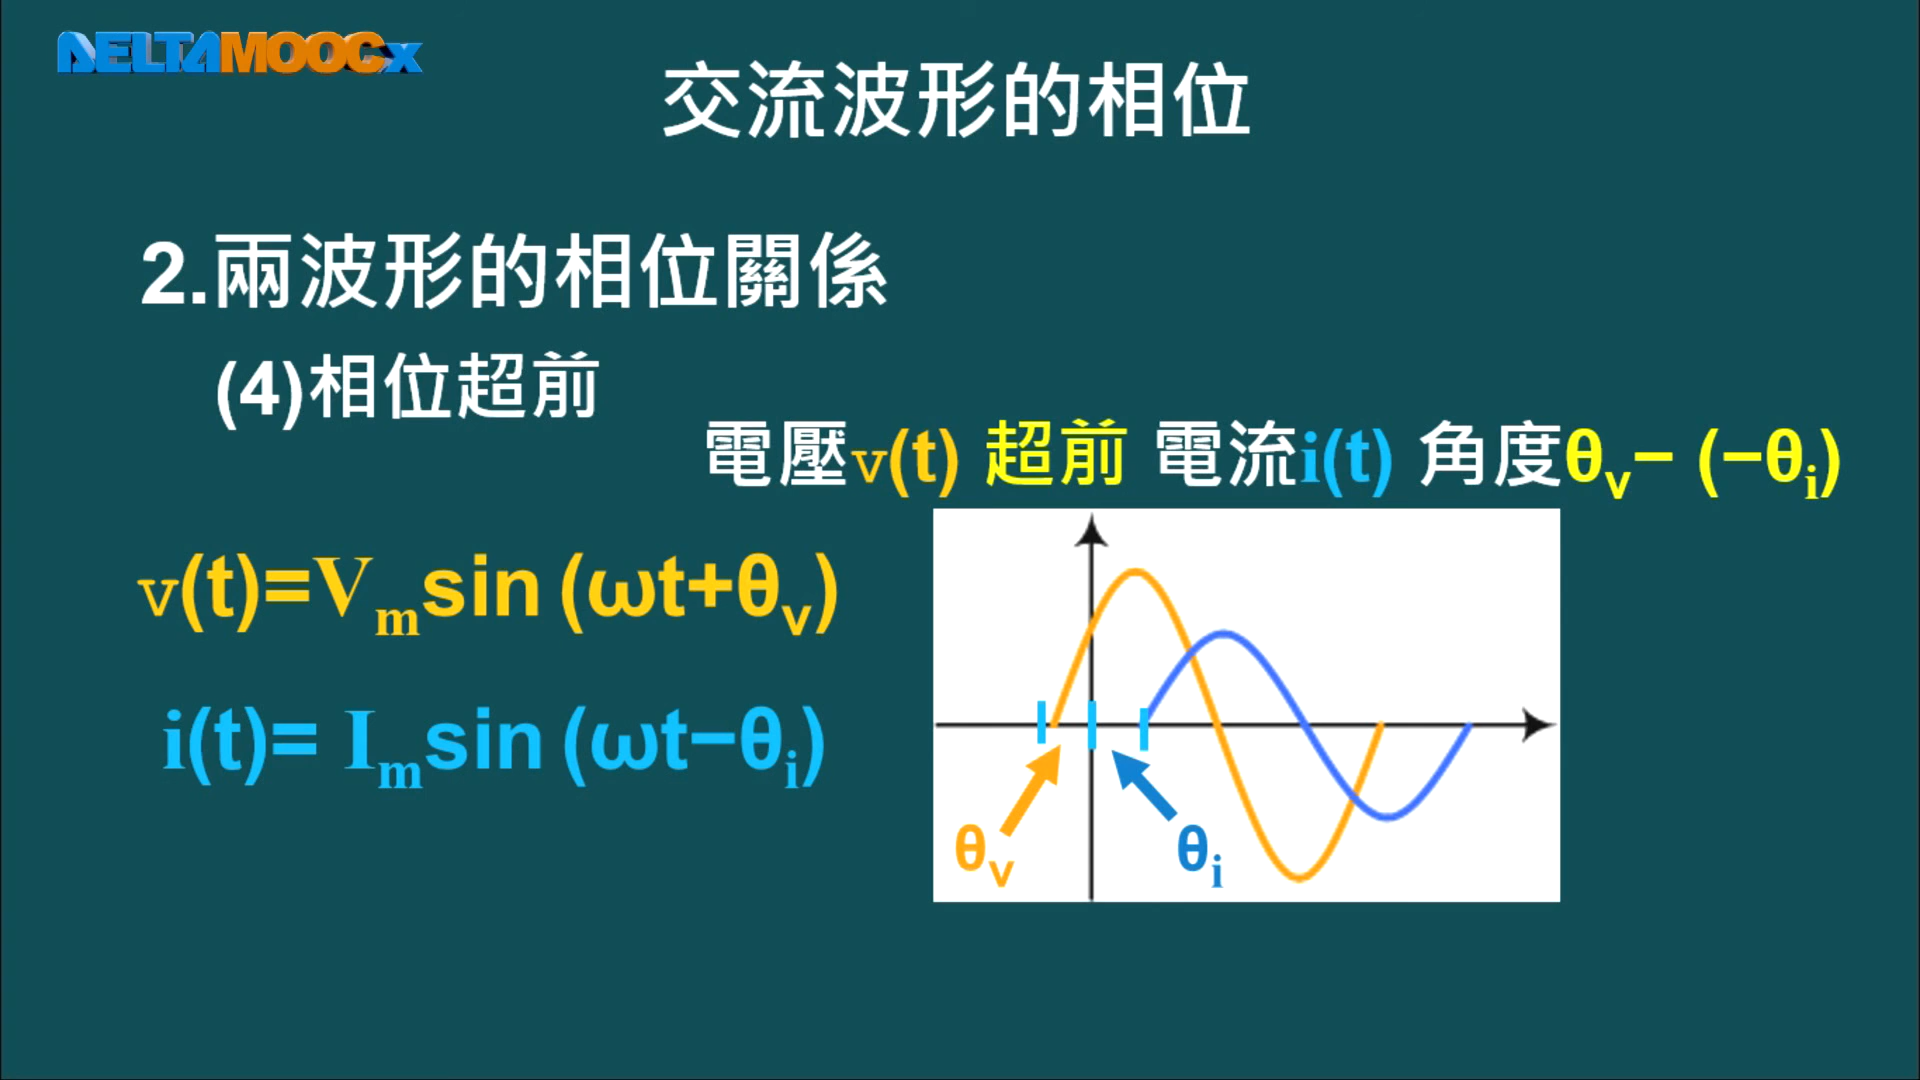 DELTAMOOCx
交流波形的相位
2.兩波形的相位關係
(4)相位超前
電壓v(t) 超前 電流i(t) 角度θv− (−θi)
v(t)=Vmsin (ωt+θv)
i(t)= Imsin (ωt−θi)
θv
θi